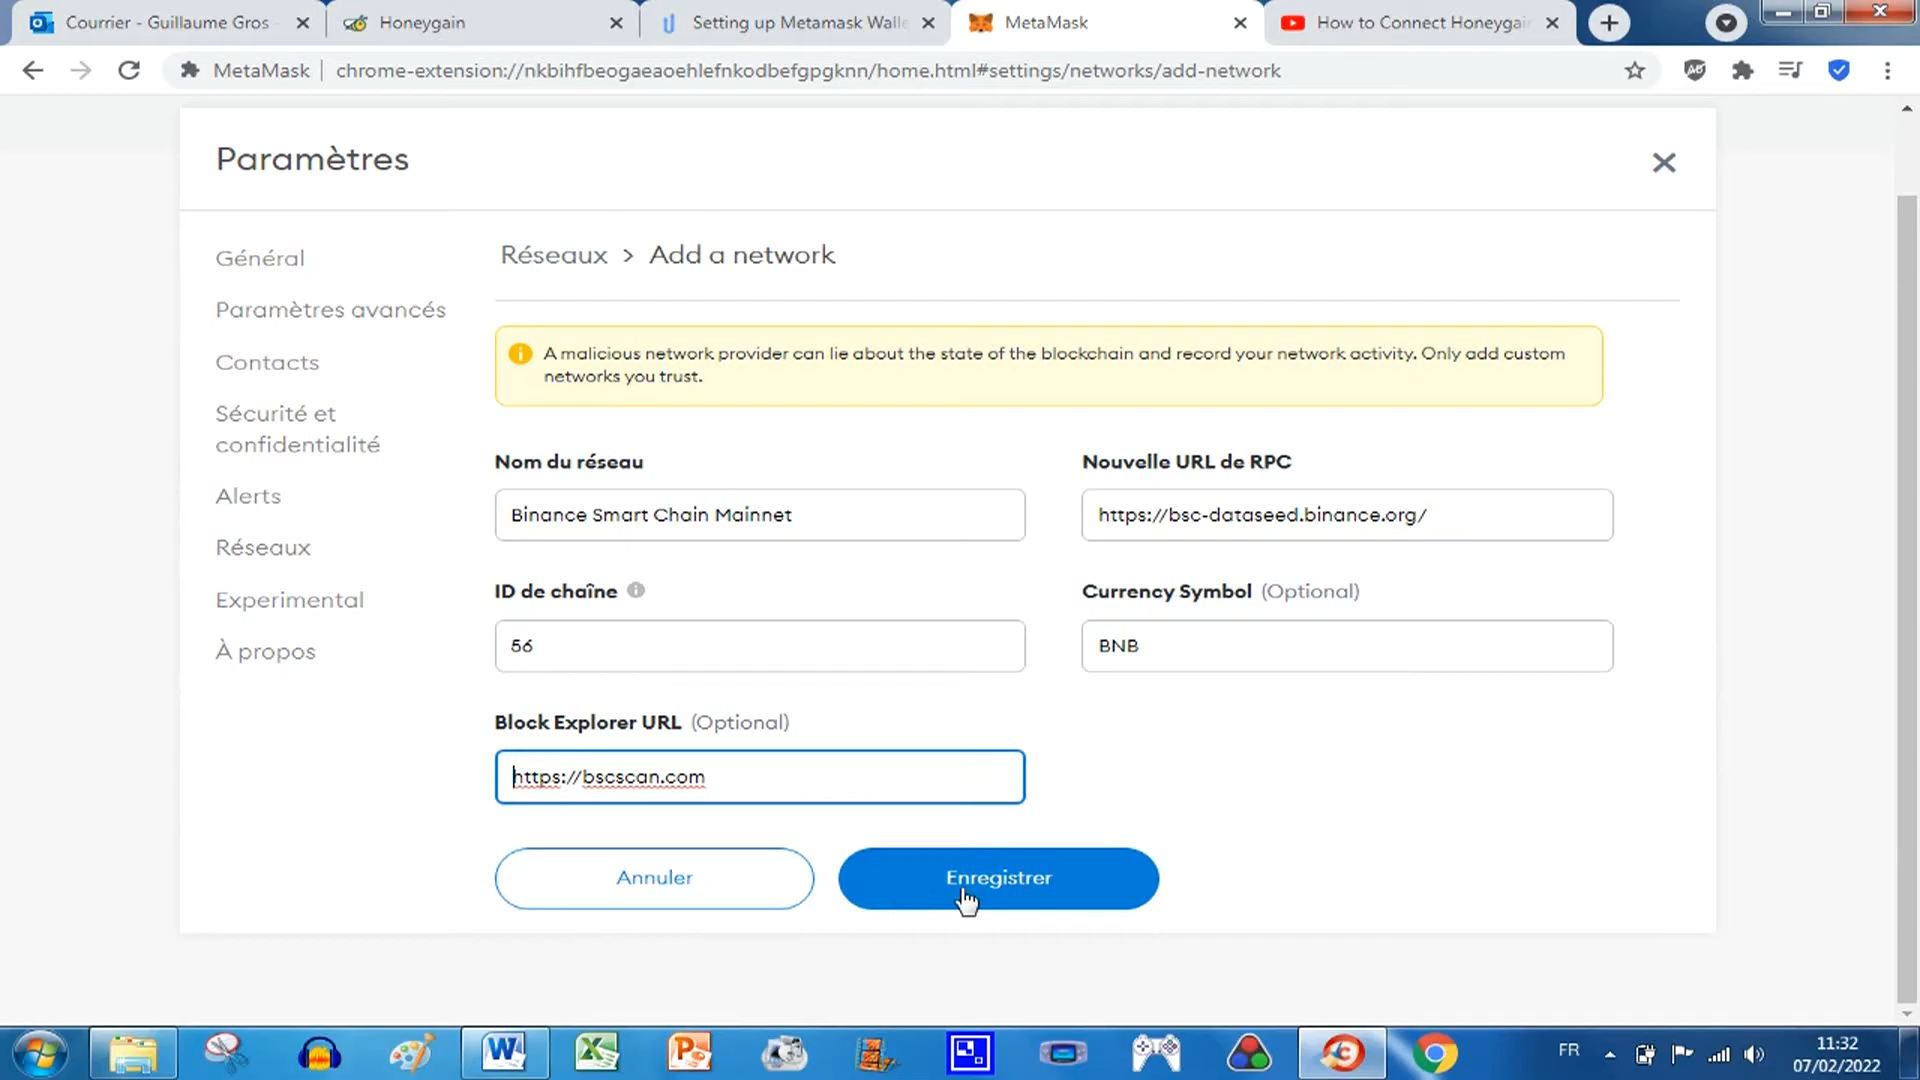 Courrier - Guillaume Gros
Honeygain
Setting up Metamask Walle
MetaMask
How to Connect Honeygai
MetaMask
chrome-extension://nkbihfbeogaeaoehlefnkodbefgpgknn/home.html#settings/networks/add-network
Paramètres
Général
Paramètres avancés
Contacts
Sécurité et
confidentialité
Alerts
Réseaux
Experimental
À propos
Réseaux > Add a network
A malicious network provider can lie about the state of the blockchain and record your network activity. Only add custom
networks you trust.
Nom du réseau
Binance Smart Chain Mainnet
Nouvelle URL de RPC
https://bsc-dataseed.binance.org/
ID de chaîne
56
Currency Symbol (Optional)
BNB
Block Explorer URL (Optional)
https://bscscan.com
Annuler
Enregistrer
FR
11:32
07/02/2022